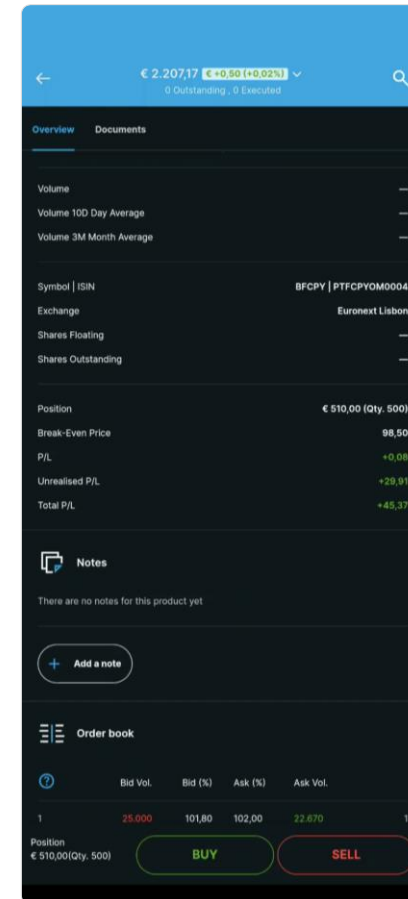 € 2.207,17 € +0,50 (+0,02%)
0 Outstanding , 0 Executed
Overview Documents
Volume —
Volume 10D Day Average —
Volume 3M Month Average —
Symbol | ISIN BFCPY | PTFCPYOM0004
Exchange Euronext Lisbon
Shares Floating —
Shares Outstanding —
Position € 510,00 (Qty. 500)
Break-Even Price 98,50
P/L +0,08
Unrealised P/L +29,91
Total P/L +45,37
Notes
There are no notes for this product yet
+ Add a note
Order book
? Bid Vol. Bid (%) Ask (%) Ask Vol.
1 25.000 101,80 102,00 22.670 1
Position
€ 510,00(Qty. 500)
BUY SELL